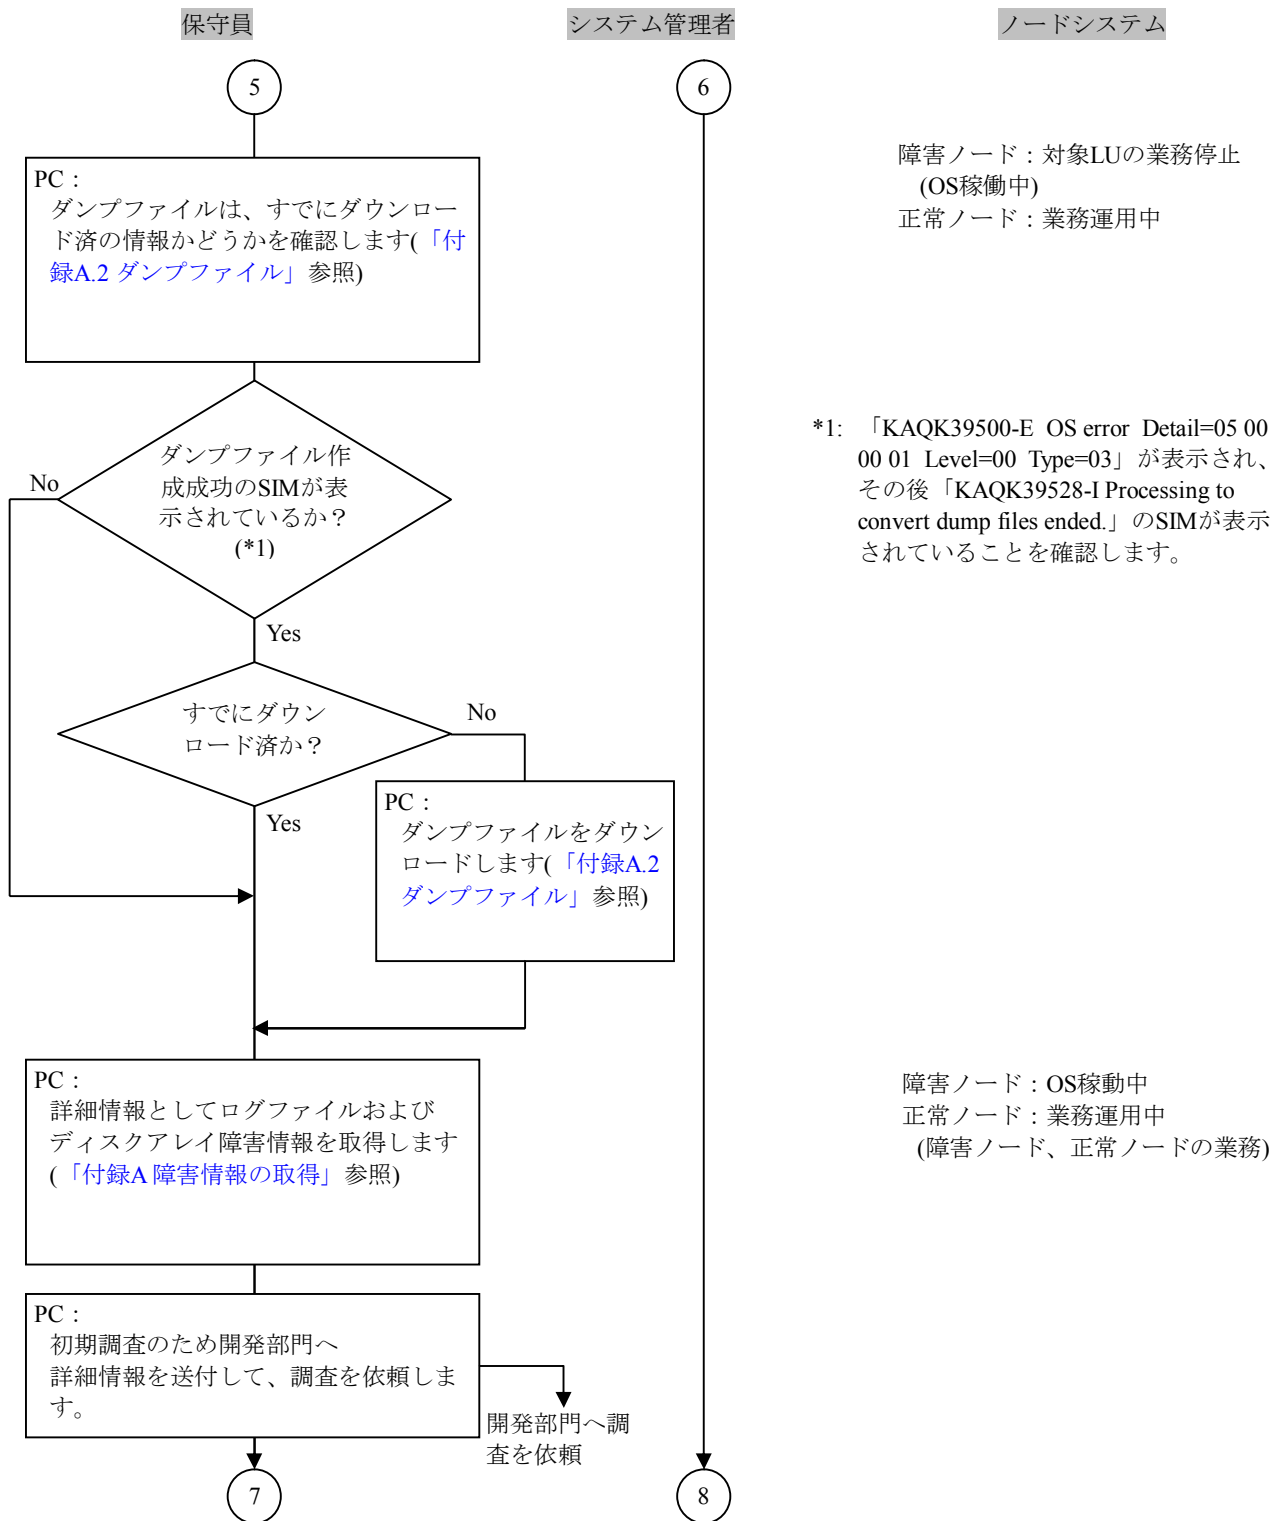 保守員
システム管理者
ノードシステム
5
6
障害ノード：対象LUの業務停止
(OS稼働中)
正常ノード：業務運用中
PC：
ダンプファイルは、すでにダウンロー
ド済の情報かどうかを確認します(「付
録A.2 ダンプファイル」参照)
*1: 「KAQK39500-E OS error Detail=05 00
00 01 Level=00 Type=03」が表示され、
その後「KAQK39528-I Processing to
convert dump files ended.」のSIMが表示
されていることを確認します。
ダンプファイル作
成成功のSIMが表
示されているか？
(*1)
No
Yes
すでにダウン
ロード済か？
No
Yes
PC：
ダンプファイルをダウン
ロードします(「付録A.2
ダンプファイル」参照)
PC：
詳細情報としてログファイルおよび
ディスクアレイ障害情報を取得します
(「付録A 障害情報の取得」参照)
障害ノード：OS稼動中
正常ノード：業務運用中
(障害ノード、正常ノードの業務)
PC：
初期調査のため開発部門へ
詳細情報を送付して、調査を依頼しま
す。
開発部門へ調
査を依頼
7
8